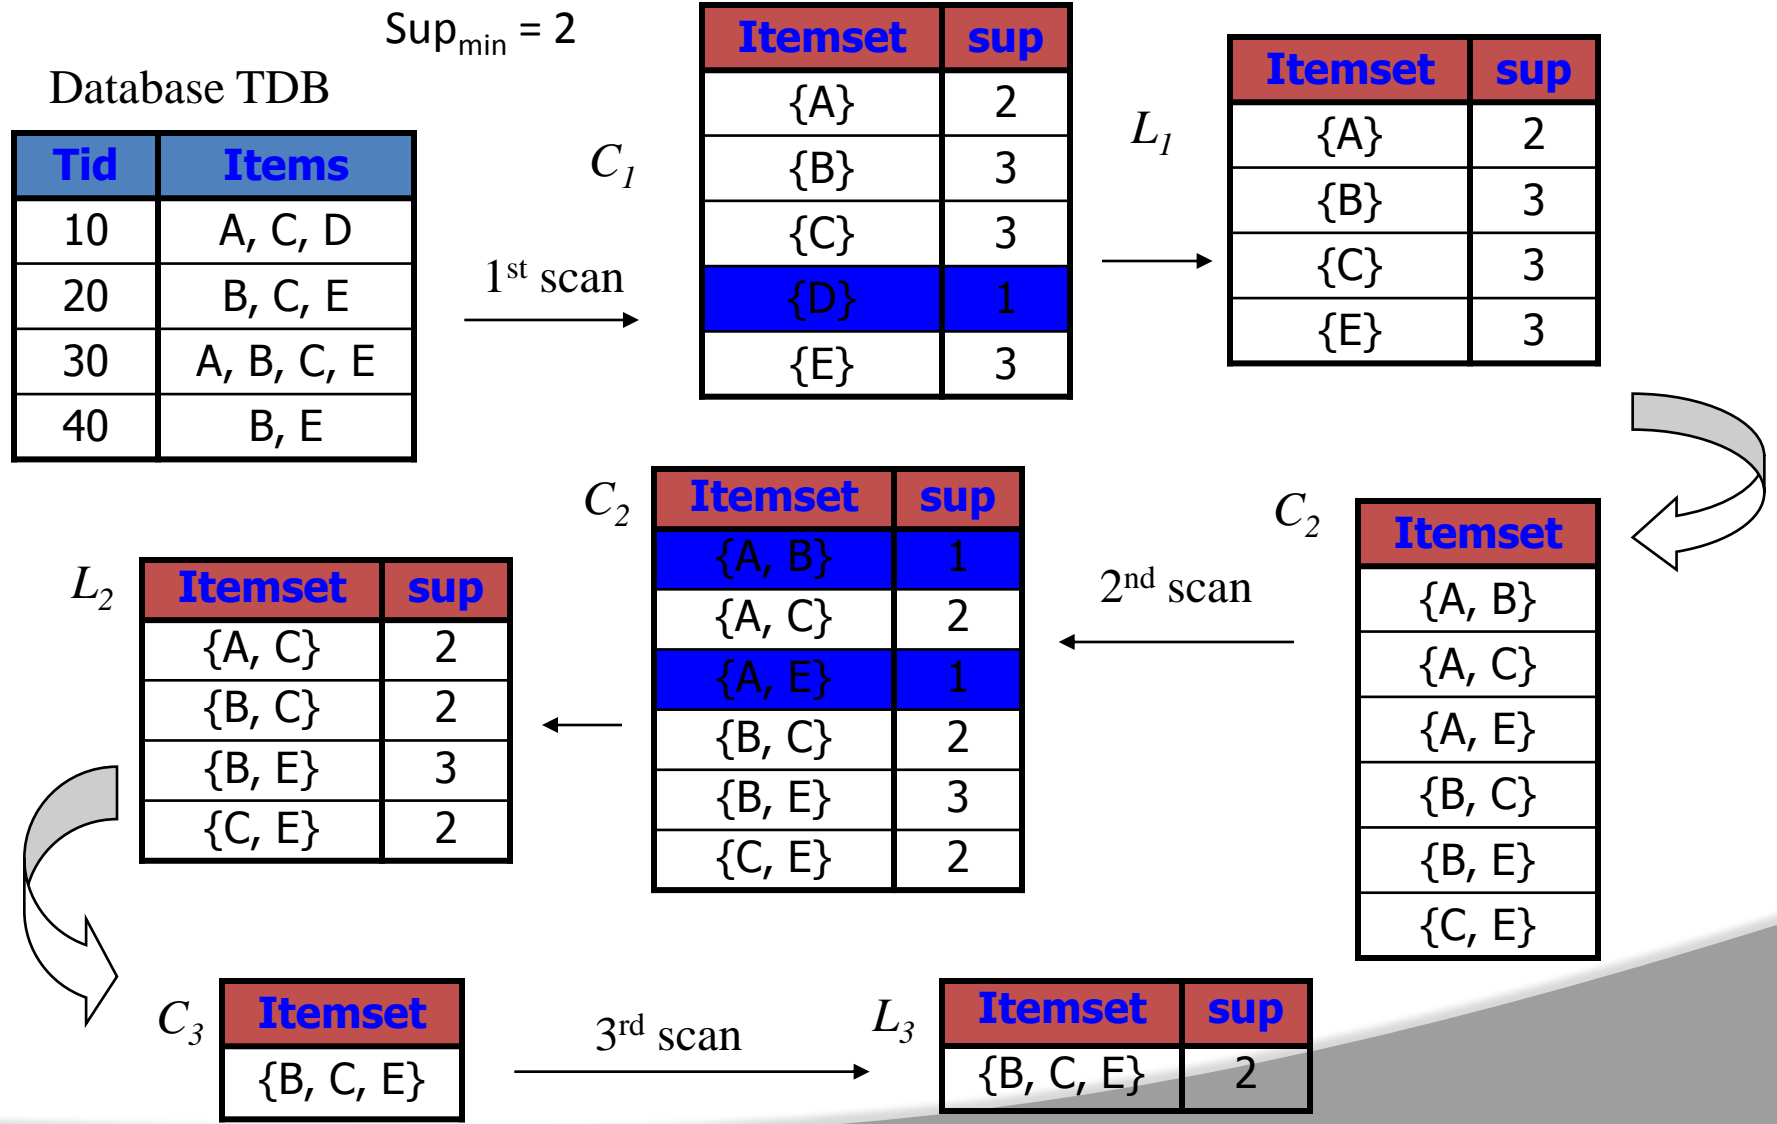 Sup_min = 2
Database TDB
Tid Items
10 A, C, D
20 B, C, E
30 A, B, C, E
40 B, E
1st scan
C1
Itemset sup
{A} 2
{B} 3
{C} 3
{D} 1
{E} 3
L1
Itemset sup
{A} 2
{B} 3
{C} 3
{E} 3
C2
Itemset
{A, B}
{A, C}
{A, E}
{B, C}
{B, E}
{C, E}
2nd scan
C2
Itemset sup
{A, B} 1
{A, C} 2
{A, E} 1
{B, C} 2
{B, E} 3
{C, E} 2
L2
Itemset sup
{A, C} 2
{B, C} 2
{B, E} 3
{C, E} 2
C3
Itemset
{B, C, E}
3rd scan
L3
Itemset sup
{B, C, E} 2